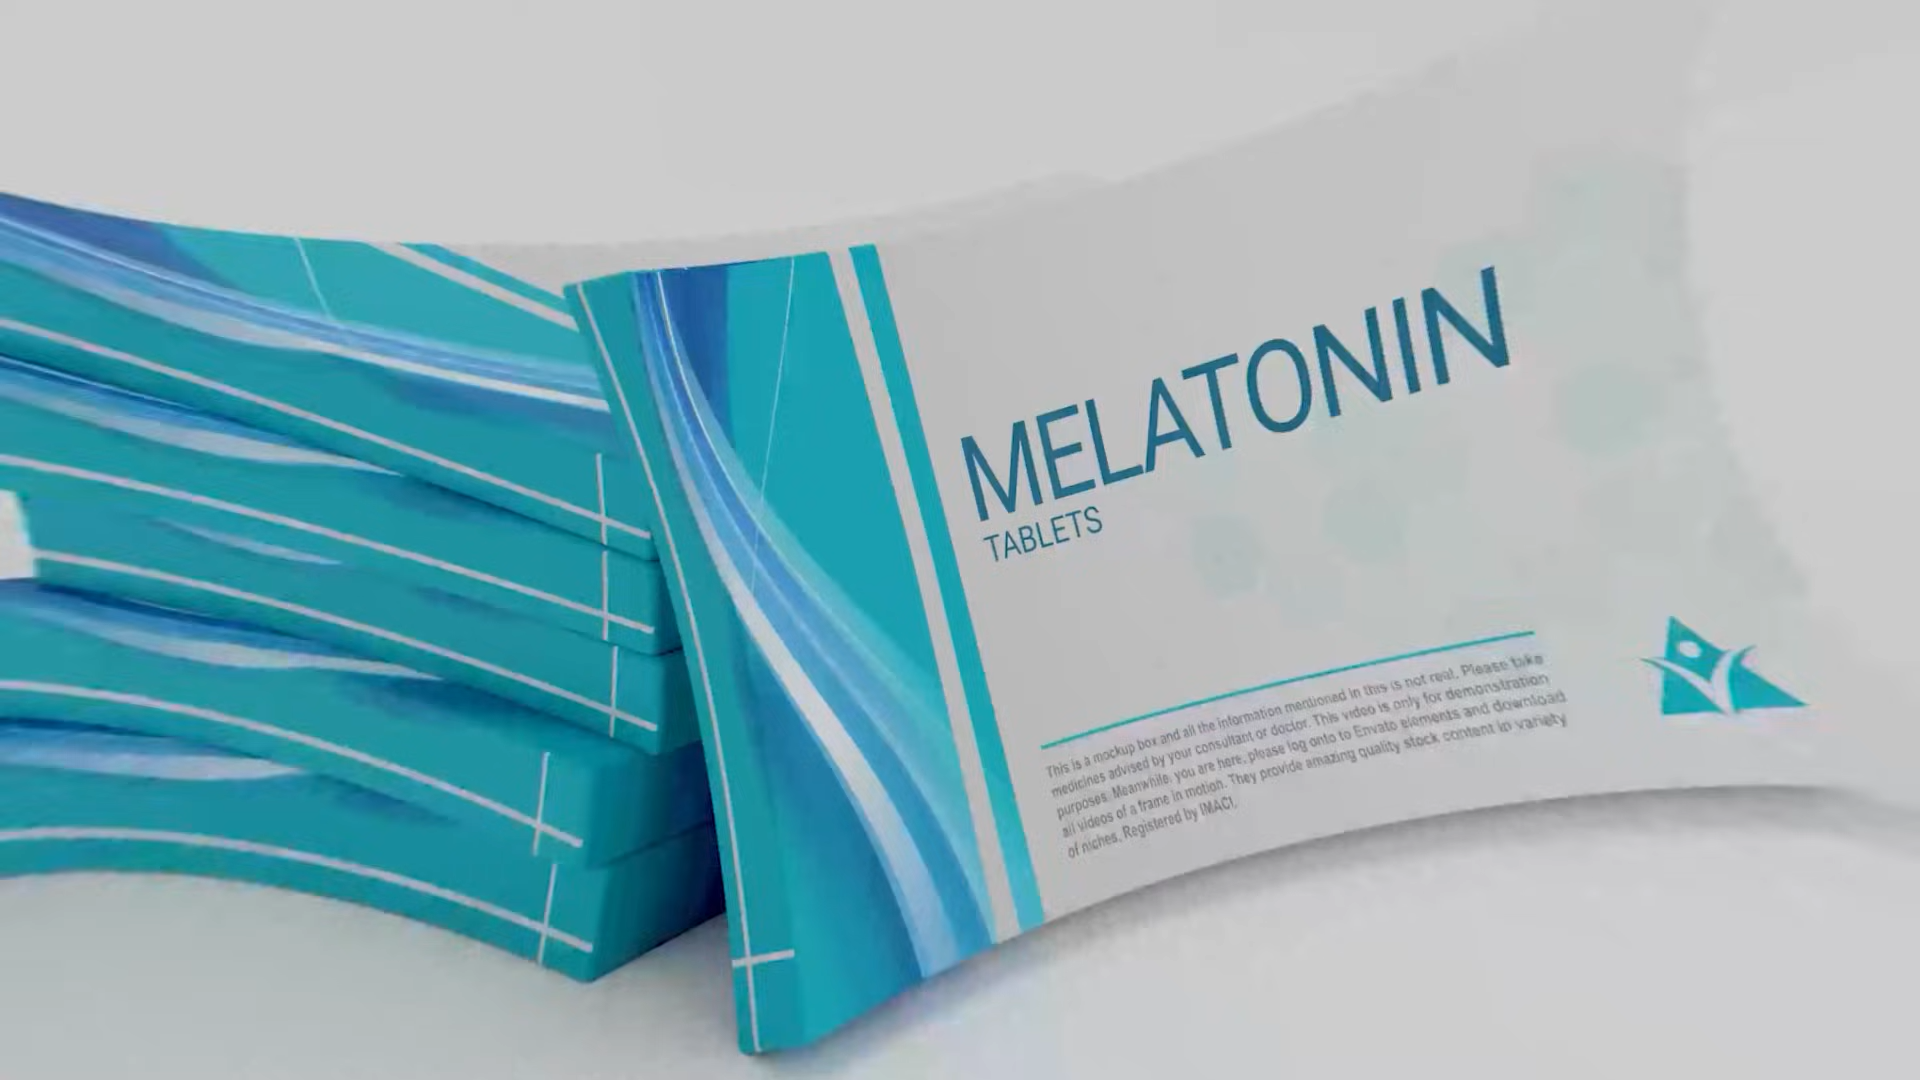 MELATONIN
TABLETS
This is a mockup box and all the information mentioned in this is not real. Please take
medicines advised by your consultant or doctor. This video is only for demonstration
purposes. Meanwhile, you are here, please log onto to Envato elements and download
all videos of a frame in motion. They provide amazing quality stock content in variety
of niches. Registered by IMACI.